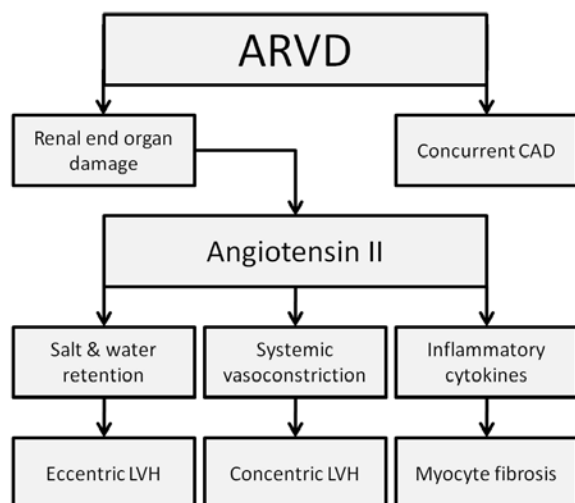 ARVD
Renal end organ
damage
Concurrent CAD
Angiotensin II
Salt & water
retention
Systemic
vasoconstriction
Inflammatory
cytokines
Eccentric LVH
Concentric LVH
Myocyte fibrosis